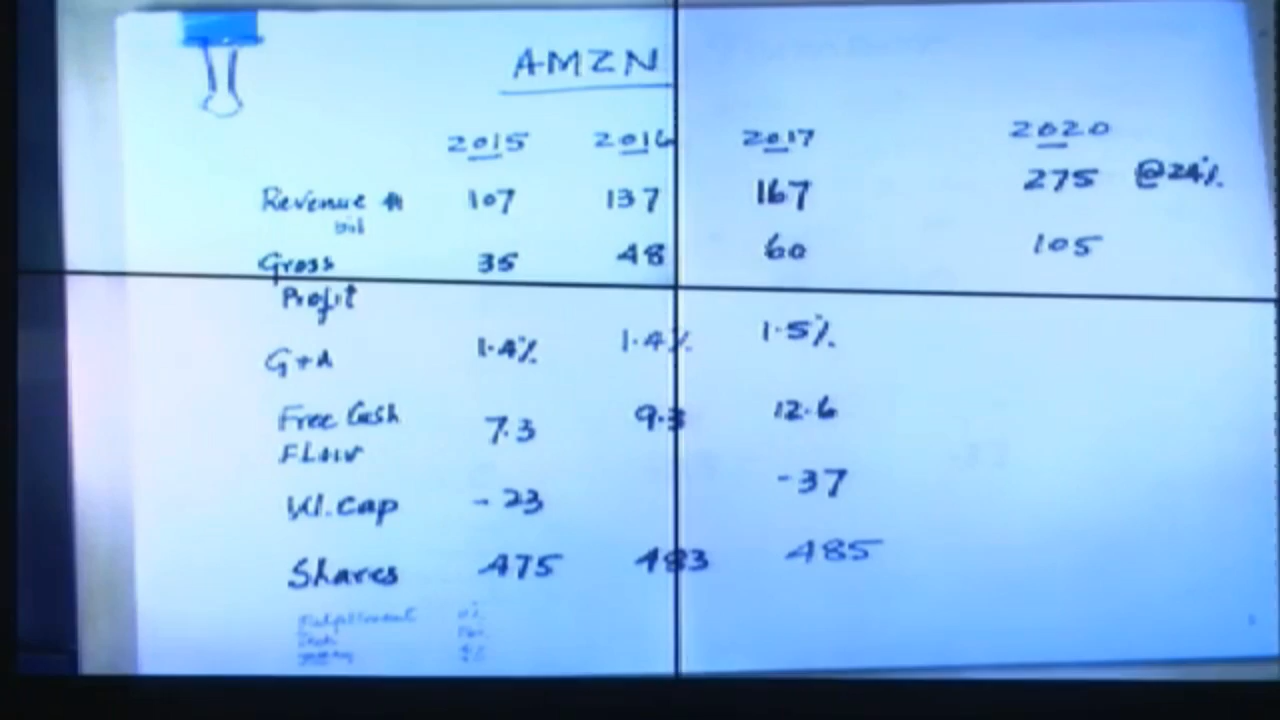 AMZN
2015 2016 2017 2020
Revenue $ 107 137 167 275 @24%
bil
Gross 35 48 60 105
Profit
G+A 1.4% 1.4% 1.5%
Free Cash 7.3 9.3 12.6
Flow
W.Cap -23 -37
Shares 475 483 485